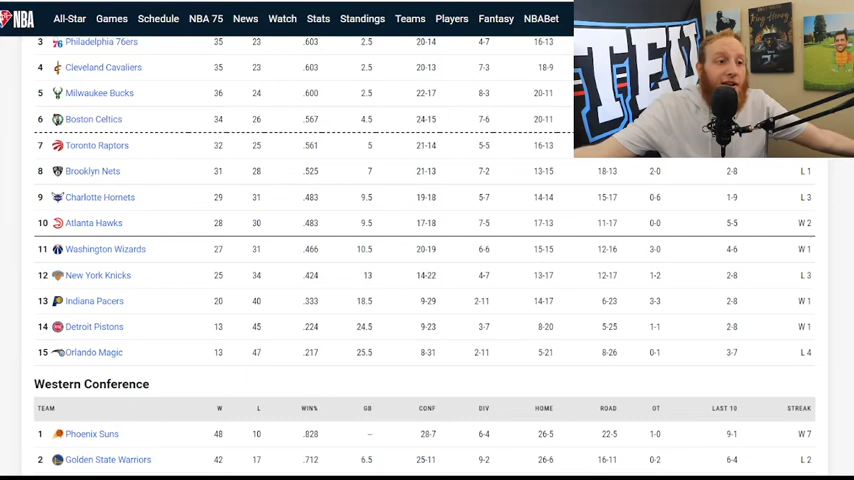 NBA All-Star Games Schedule NBA 75 News Watch Stats Standings Teams Players Fantasy NBABet
3 Philadelphia 76ers 35 23 .603 2.5 20-14 4-7 16-13
4 Cleveland Cavaliers 35 23 .603 2.5 20-13 7-3 18-9
5 Milwaukee Bucks 36 24 .600 2.5 22-17 8-3 20-11
6 Boston Celtics 34 26 .567 4.5 24-15 7-6 20-11
7 Toronto Raptors 32 25 .561 5 21-14 5-5 16-13
8 Brooklyn Nets 31 28 .525 7 21-13 7-2 13-15 18-13 2-0 2-8 L 1
9 Charlotte Hornets 29 31 .483 9.5 19-18 5-7 14-14 15-17 0-6 1-9 L 3
10 Atlanta Hawks 28 30 .483 9.5 17-18 7-5 17-13 11-17 0-0 5-5 W 2
11 Washington Wizards 27 31 .466 10.5 20-19 6-6 15-15 12-16 3-0 4-6 W 1
12 New York Knicks 25 34 .424 13 14-22 4-7 13-17 12-17 1-2 2-8 L 3
13 Indiana Pacers 20 40 .333 18.5 9-29 2-11 14-17 6-23 3-3 2-8 W 1
14 Detroit Pistons 13 45 .224 24.5 9-23 3-7 8-20 5-25 1-1 2-8 W 1
15 Orlando Magic 13 47 .217 25.5 8-31 2-11 5-21 8-26 0-1 3-7 L 4
Western Conference
TEAM W L WIN% GB CONF DIV HOME ROAD OT LAST 10 STREAK
1 Phoenix Suns 48 10 .828 -- 28-7 6-4 26-5 22-5 1-0 9-1 W 7
2 Golden State Warriors 42 17 .712 6.5 25-11 9-2 26-6 16-11 0-2 6-4 L 2